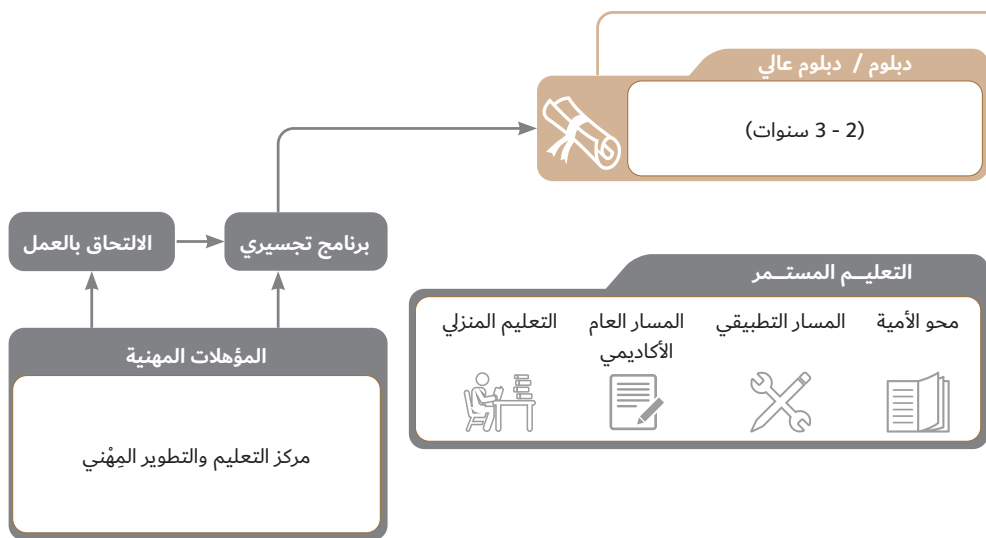 دبلوم / دبلوم عالي
(2 - 3 سنوات)
برنامج تجسيري
الالتحاق بالعمل
التعليــم المستــمر
محو الأمية
المسار التطبيقي
المسار العام
الأكاديمي
التعليم المنزلي
المؤهلات المهنية
مركز التعليم والتطوير المِهْني